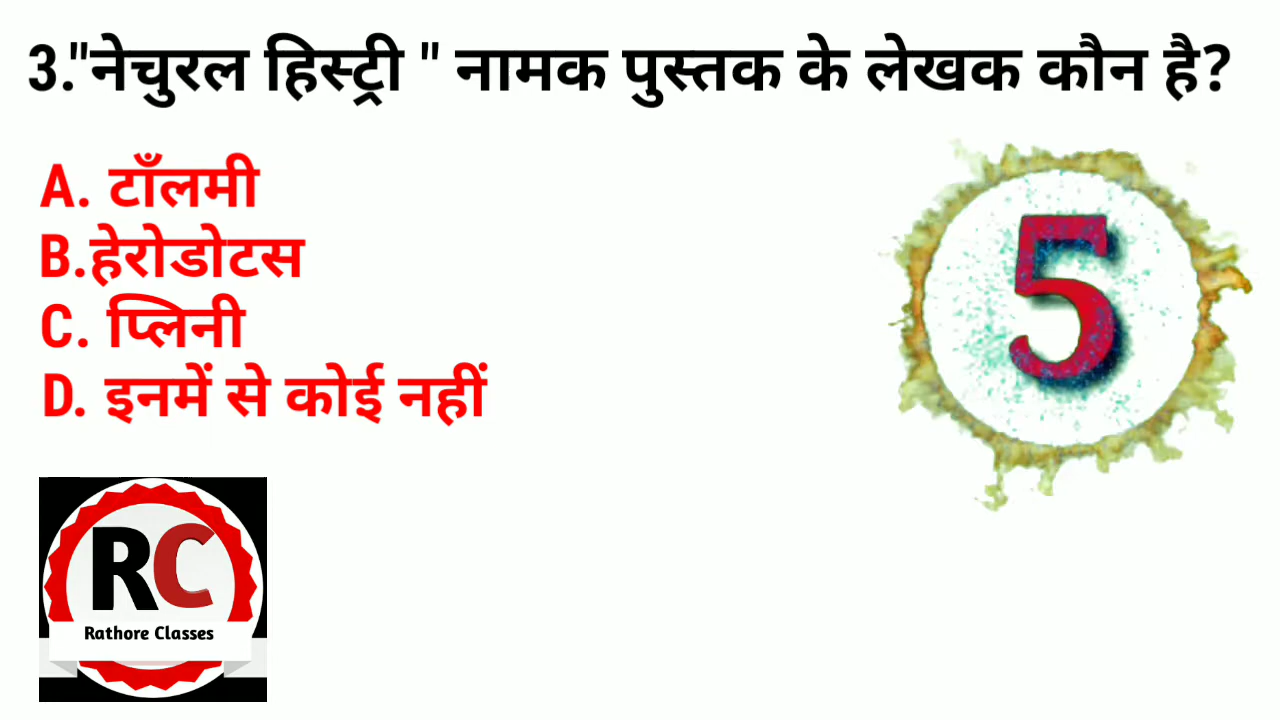 3."नेचुरल हिस्ट्री " नामक पुस्तक के लेखक कौन है?
A. टाँलमी
B.हेरोडोटस
C. प्लिनी
D. इनमें से कोई नहीं
5
RC
Rathore Classes